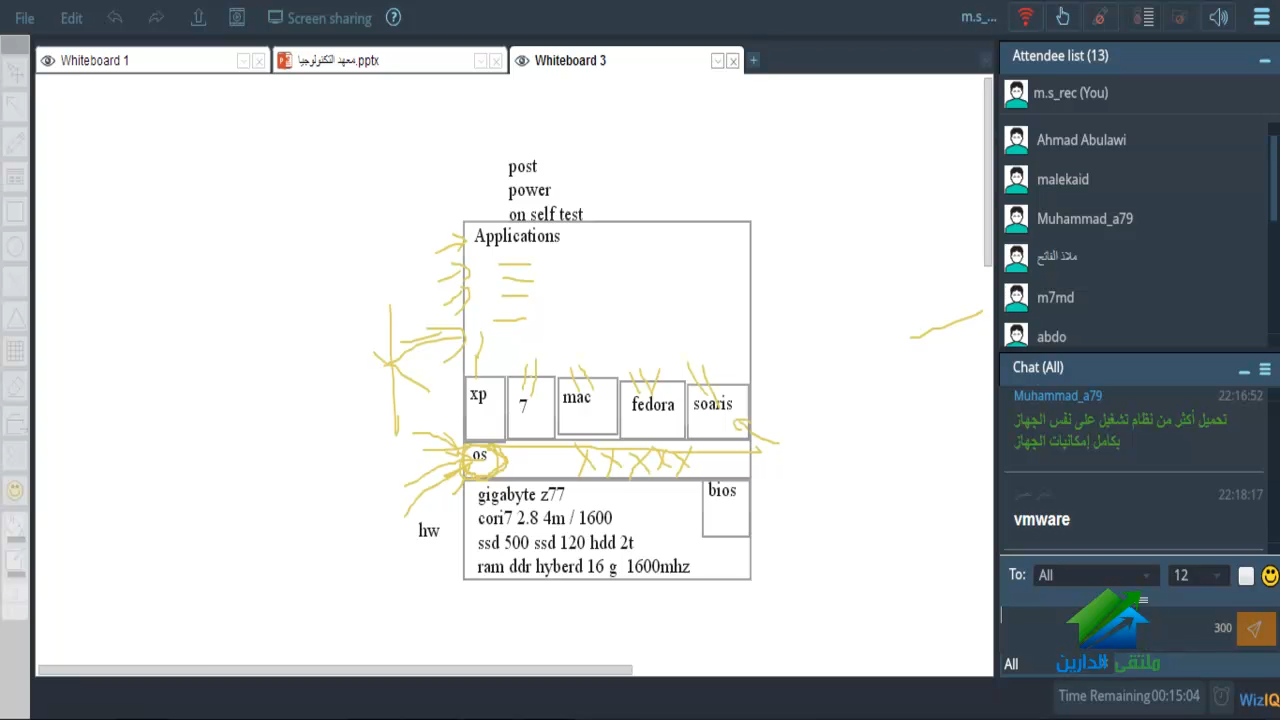 File Edit Screen sharing ? m.s_...
Whiteboard 1
معهد التكنولوجيا.pptx
Whiteboard 3
post
power
on self test
Applications
xp
7
mac
fedora
soaris
os
gigabyte z77
bios
cori7 2.8 4m / 1600
hw
ssd 500 ssd 120 hdd 2t
ram ddr hyberd 16 g 1600mhz
Attendee list (13)
m.s_rec (You)
Ahmad Abulawi
malekaid
Muhammad_a79
ملاذ الفاتح
m7md
abdo
Chat (All)
Muhammad_a79 22:16:52
تحميل أكثر من نظام تشغيل على نفس الجهاز
بكامل إمكانيات الجهاز
22:18:17
vmware
To: All 12
300
All
ملتقى الدارين
Time Remaining 00:15:04
WizIQ